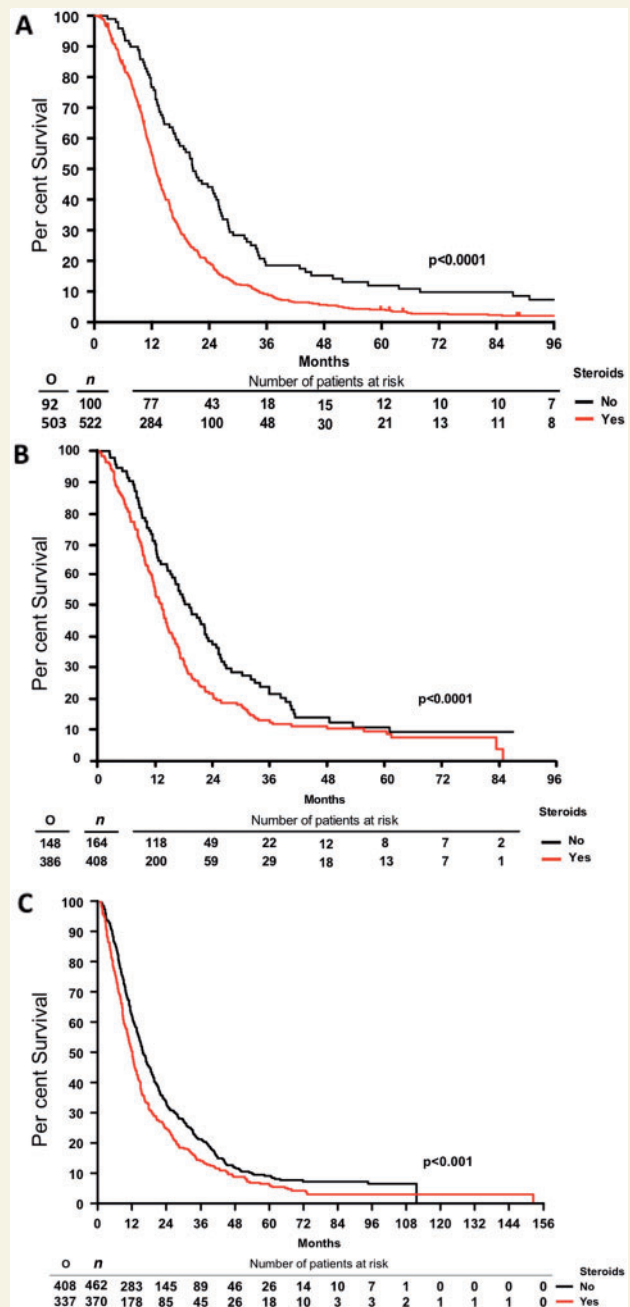 A
100
90
80
70
60
50
40
30
20
10
0
Per cent Survival
p<0.0001
0 12 24 36 48 60 72 84 96
Months
Steroids
O n Number of patients at risk
92 100 77 43 18 15 12 10 10 7 No
503 522 284 100 48 30 21 13 11 8 Yes
B
100
90
80
70
60
50
40
30
20
10
0
Per cent Survival
p<0.0001
0 12 24 36 48 60 72 84 96
Months
Steroids
O n Number of patients at risk
148 164 118 49 22 12 8 7 2 No
386 408 200 59 29 18 13 7 1 Yes
C
100
90
80
70
60
50
40
30
20
10
0
Per cent Survival
p<0.001
0 12 24 36 48 60 72 84 96 108 120 132 144 156
Months
Steroids
O n Number of patients at risk
408 462 283 145 89 46 26 14 10 7 1 0 0 0 0 No
337 370 178 85 45 26 18 10 3 3 2 1 1 1 0 Yes